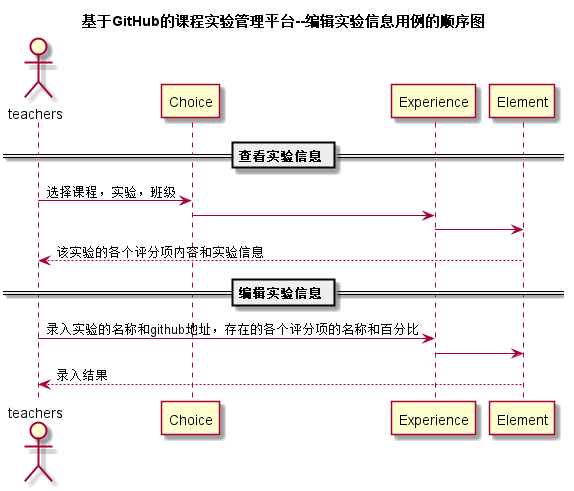 基于GitHub的课程实验管理平台--编辑实验信息用例的顺序图
teachers
Choice
Experience
Element
查看实验信息
选择课程，实验，班级
该实验的各个评分项内容和实验信息
编辑实验信息
录入实验的名称和github地址，存在的各个评分项的名称和百分比
录入结果
teachers
Choice
Experience
Element